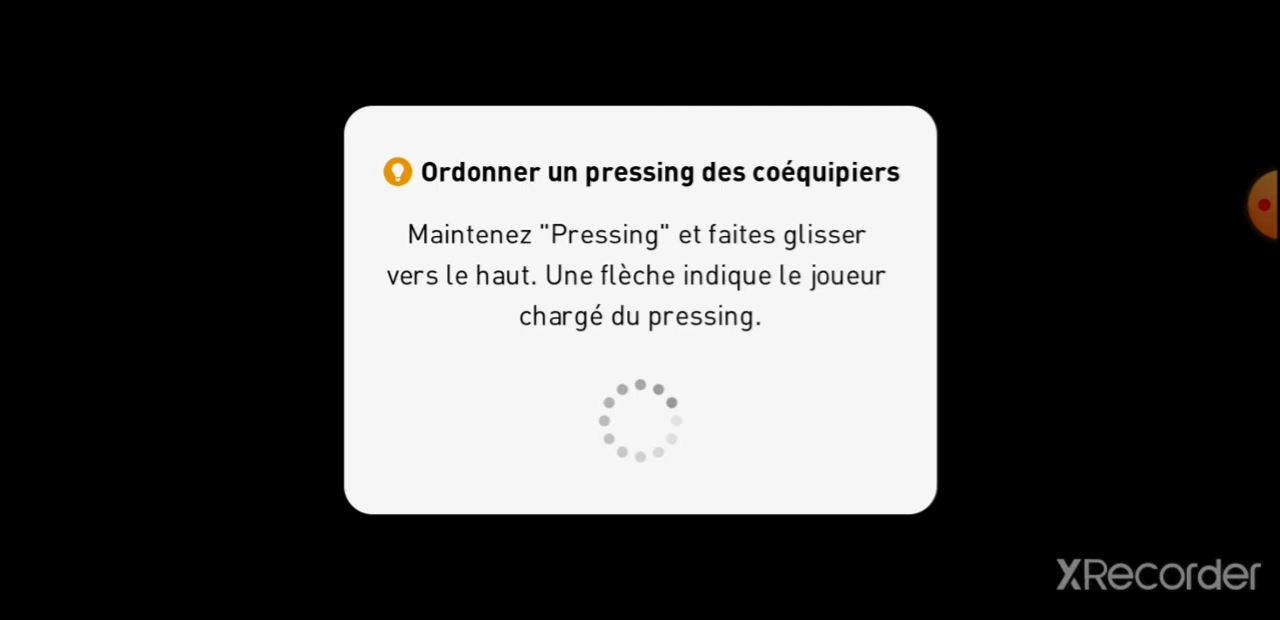 Ordonner un pressing des coéquipiers
Maintenez "Pressing" et faites glisser
vers le haut. Une flèche indique le joueur
chargé du pressing.
XRecorder